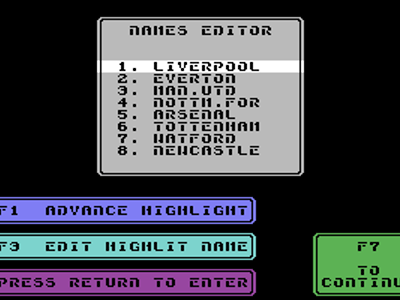 NAMES EDITOR
1. LIVERPOOL
2. EVERTON
3. MAN.UTD
4. NOTTM.FOR
5. ARSENAL
6. TOTTENHAM
7. WATFORD
8. NEWCASTLE
F1 ADVANCE HIGHLIGHT
F3 EDIT HIGHLIT NAME
PRESS RETURN TO ENTER
F7
TO
CONTINU